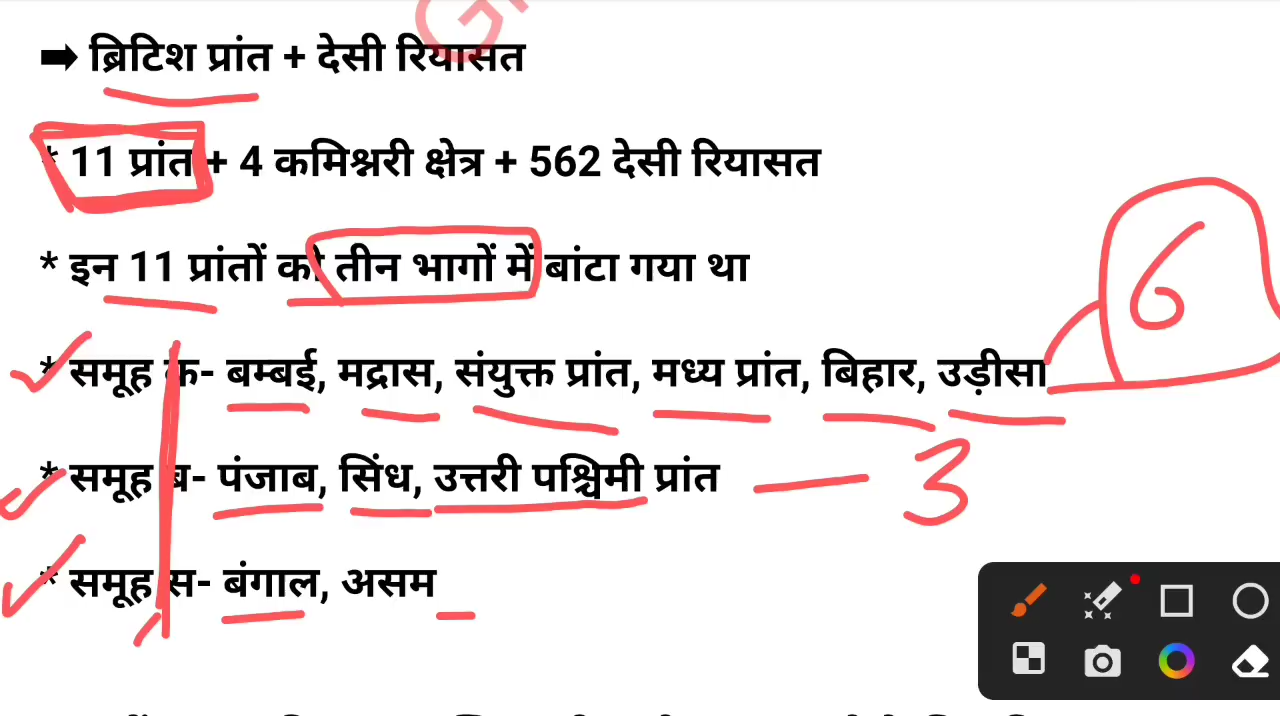 ➡ ब्रिटिश प्रांत + देसी रियासत
* 11 प्रांत + 4 कमिश्नरी क्षेत्र + 562 देसी रियासत
* इन 11 प्रांतों को तीन भागों में बांटा गया था
* समूह क- बम्बई, मद्रास, संयुक्त प्रांत, मध्य प्रांत, बिहार, उड़ीसा 6
* समूह ब- पंजाब, सिंध, उत्तरी पश्चिमी प्रांत — 3
* समूह स- बंगाल, असम